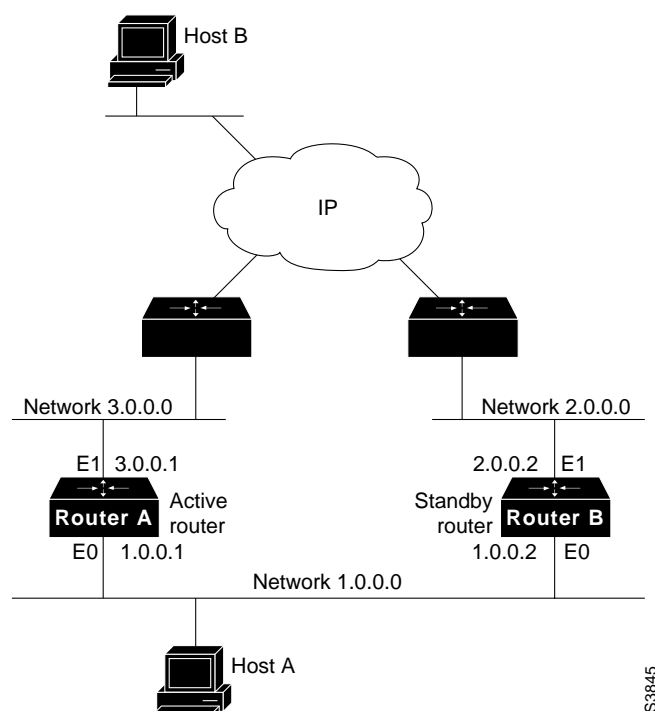 Host B
IP
Network 3.0.0.0
Network 2.0.0.0
E1 3.0.0.1
2.0.0.2 E1
Router A
Active
router
Standby
router
Router B
E0 1.0.0.1
1.0.0.2 E0
Network 1.0.0.0
Host A
S3845